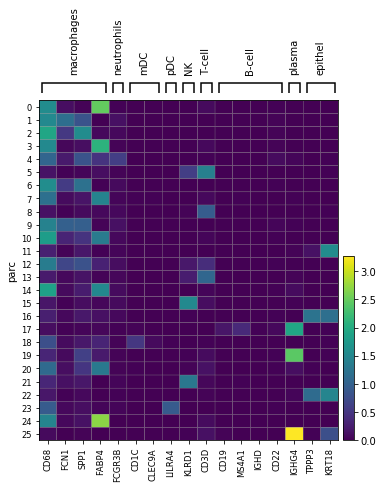 macrophages
neutrophils
mDC
pDC
NK
T-cell
B-cell
plasma
epithel
parc
0
1
2
3
4
5
6
7
8
9
10
11
12
13
14
15
16
17
18
19
20
21
22
23
24
25
CD68
FCN1
SPP1
FABP4
FCGR3B
CD1C
CLEC9A
LILRA4
KLRD1
CD3D
CD19
MS4A1
IGHD
CD22
IGHG4
TPPP3
KRT18
3.0
2.5
2.0
1.5
1.0
0.5
0.0